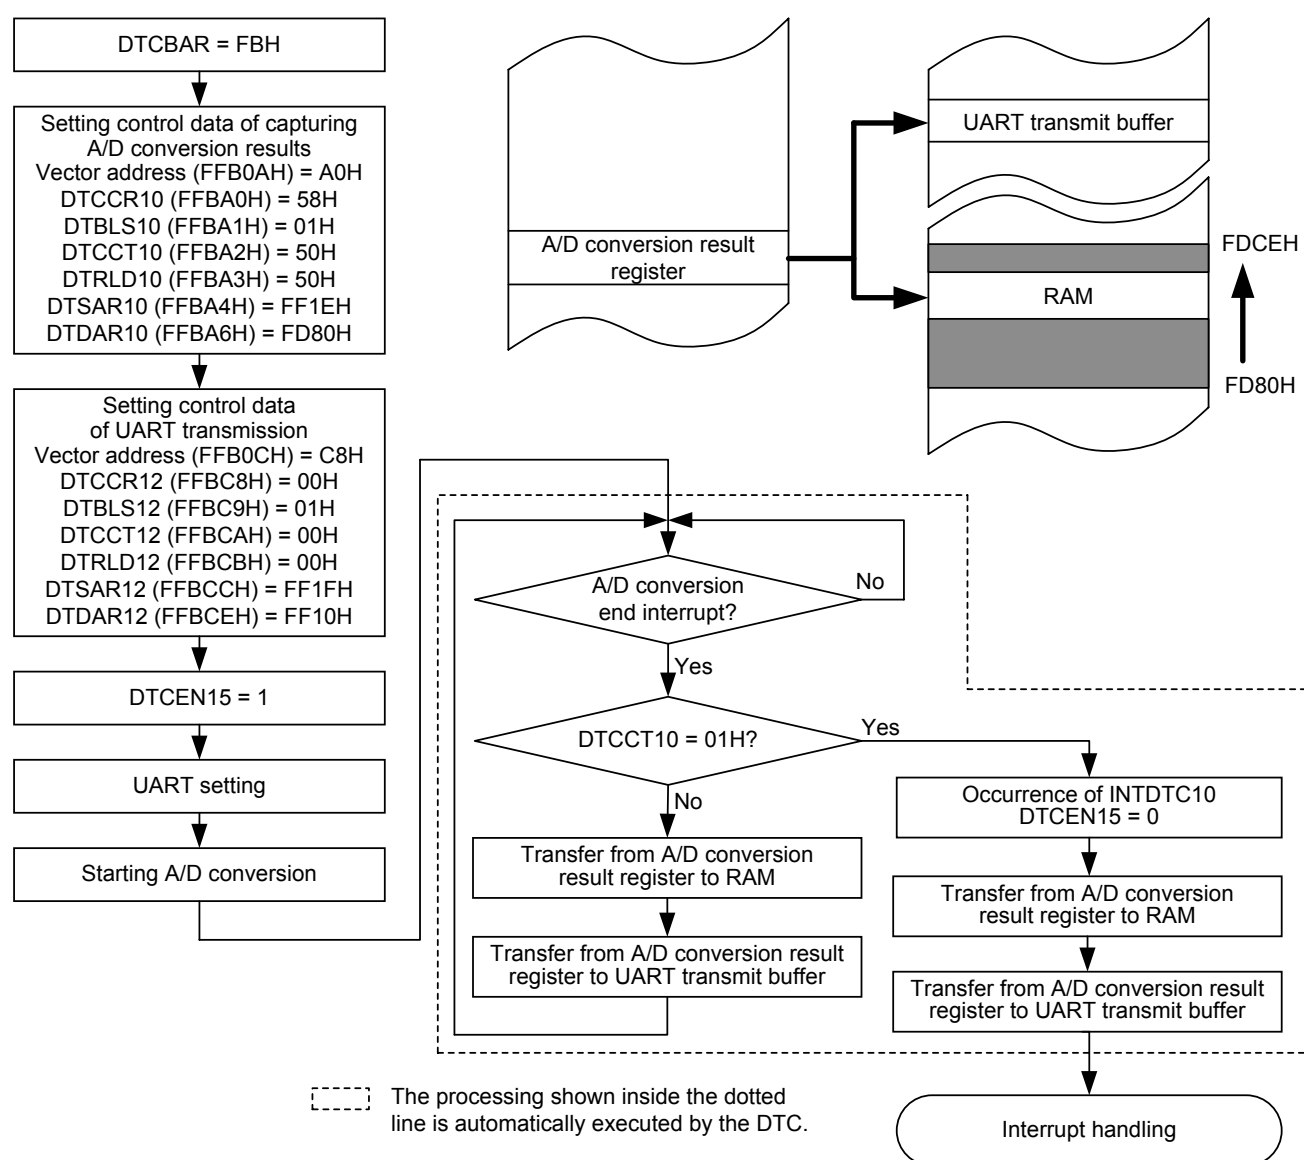 DTCBAR = FBH
Setting control data of capturing
A/D conversion results
Vector address (FFB0AH) = A0H
DTCCR10 (FFBA0H) = 58H
DTBLS10 (FFBA1H) = 01H
DTCCT10 (FFBA2H) = 50H
DTRLD10 (FFBA3H) = 50H
DTSAR10 (FFBA4H) = FF1EH
DTDAR10 (FFBA6H) = FD80H
Setting control data
of UART transmission
Vector address (FFB0CH) = C8H
DTCCR12 (FFBC8H) = 00H
DTBLS12 (FFBC9H) = 01H
DTCCT12 (FFBCAH) = 00H
DTRLD12 (FFBCBH) = 00H
DTSAR12 (FFBCCH) = FF1FH
DTDAR12 (FFBCEH) = FF10H
DTCEN15 = 1
UART setting
Starting A/D conversion
A/D conversion result
register
UART transmit buffer
RAM
FDCEH
FD80H
A/D conversion
end interrupt?
No
Yes
DTCCT10 = 01H?
Yes
No
Transfer from A/D conversion
result register to RAM
Transfer from A/D conversion result
register to UART transmit buffer
Occurrence of INTDTC10
DTCEN15 = 0
Transfer from A/D conversion
result register to RAM
Transfer from A/D conversion result
register to UART transmit buffer
Interrupt handling
The processing shown inside the dotted
line is automatically executed by the DTC.